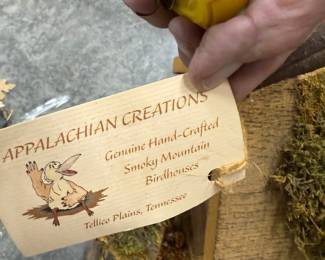 APPALACHIAN CREATIONS
Genuine Hand-Crafted
Smoky Mountain
Birdhouses
Tellico Plains, Tennessee